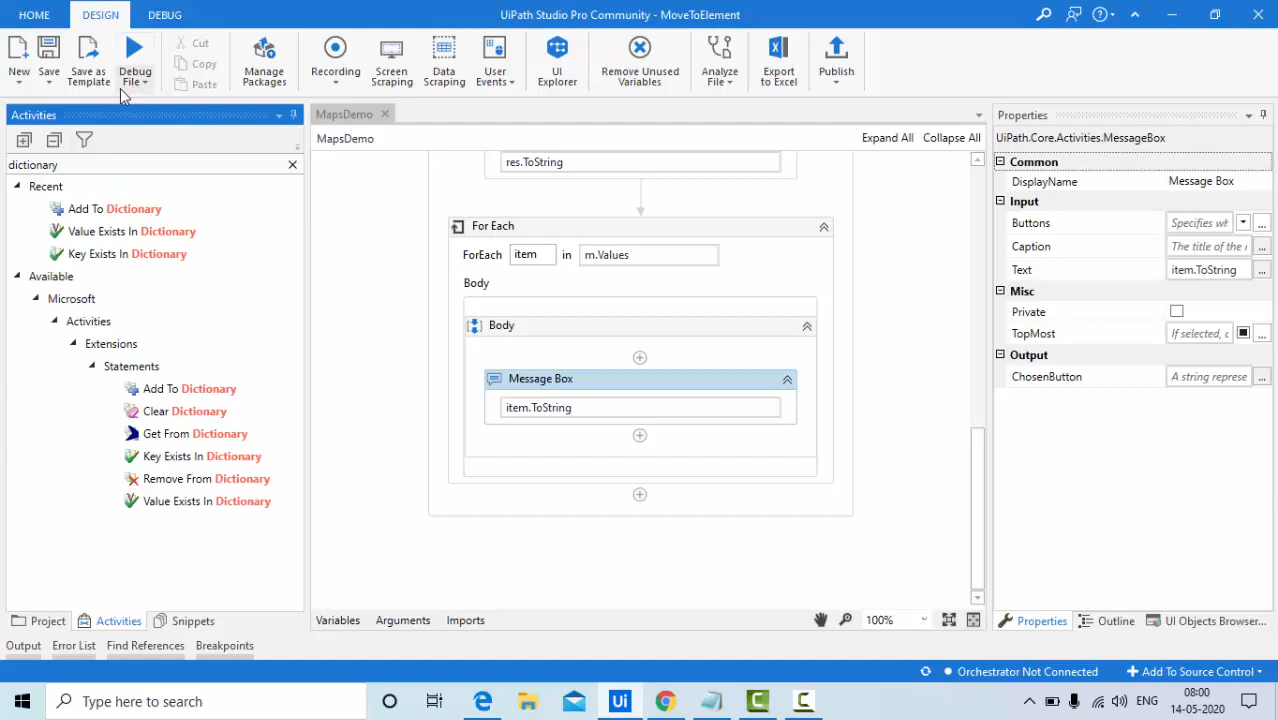 HOME DESIGN DEBUG UiPath Studio Pro Community - MoveToElement
New Save Save as Template Debug File Cut Copy Paste Manage Packages Recording Screen Scraping Data Scraping User Events UI Explorer Remove Unused Variables Analyze File Export to Excel Publish
Activities
dictionary
Recent
Add To Dictionary
Value Exists In Dictionary
Key Exists In Dictionary
Available
Microsoft
Activities
Extensions
Statements
Add To Dictionary
Clear Dictionary
Get From Dictionary
Key Exists In Dictionary
Remove From Dictionary
Value Exists In Dictionary
Project Activities Snippets
MapsDemo
MapsDemo Expand All Collapse All
res.ToString
For Each
ForEach item in m.Values
Body
Body
Message Box
item.ToString
Variables Arguments Imports 100%
Properties
UiPath.Core.Activities.MessageBox
Common
DisplayName Message Box
Input
Buttons Specifies wh ...
Caption The title of the ...
Text item.ToString ...
Misc
Private
TopMost If selected, ...
Output
ChosenButton A string represe ...
Properties Outline UI Objects Browser...
Output Error List Find References Breakpoints
Orchestrator Not Connected Add To Source Control
Type here to search Ui ENG 08:00
14-05-2020